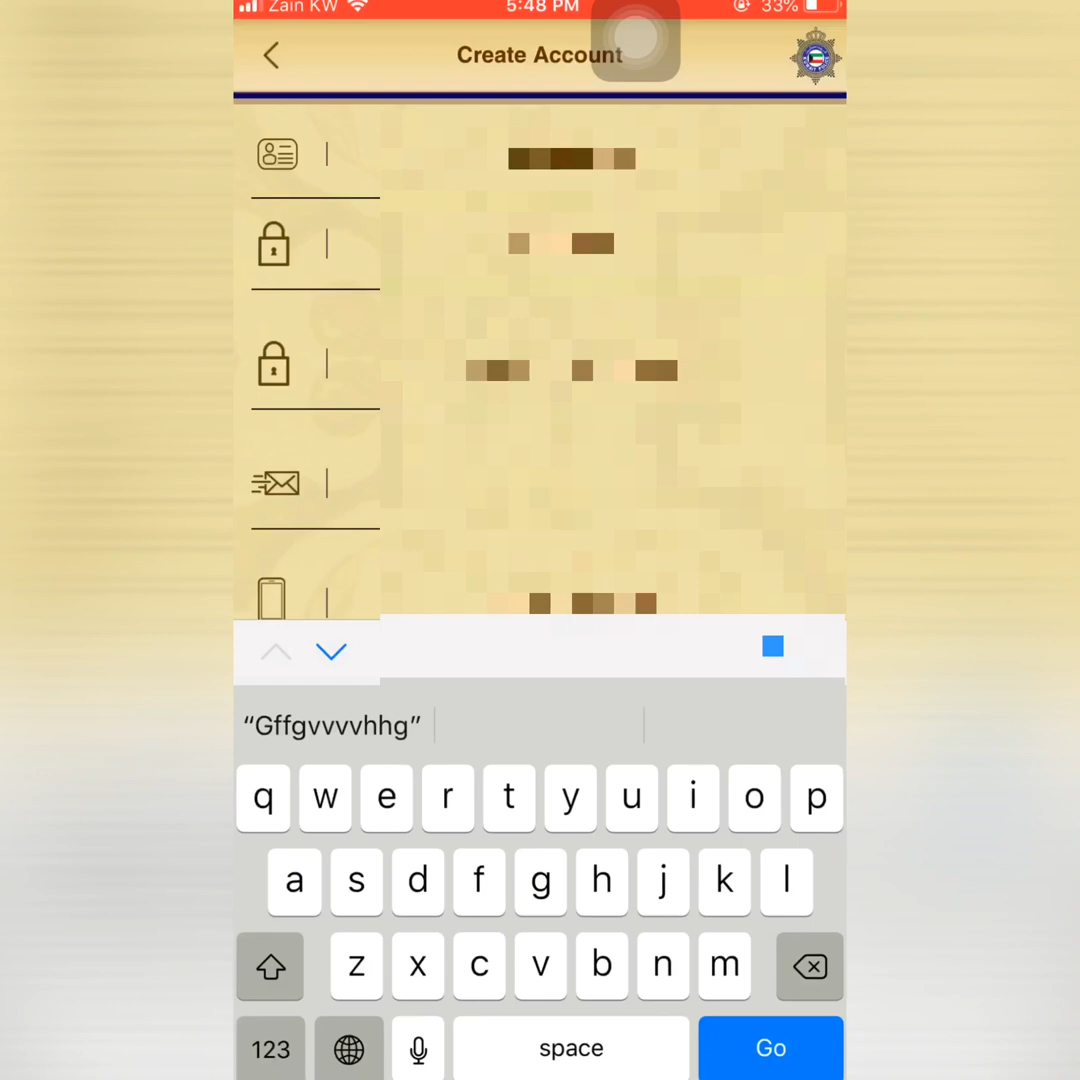 Zain KW 5:48 PM 33%
Create Account
“Gffgvvvvhhg”
q w e r t y u i o p
a s d f g h j k l
z x c v b n m
123 space Go